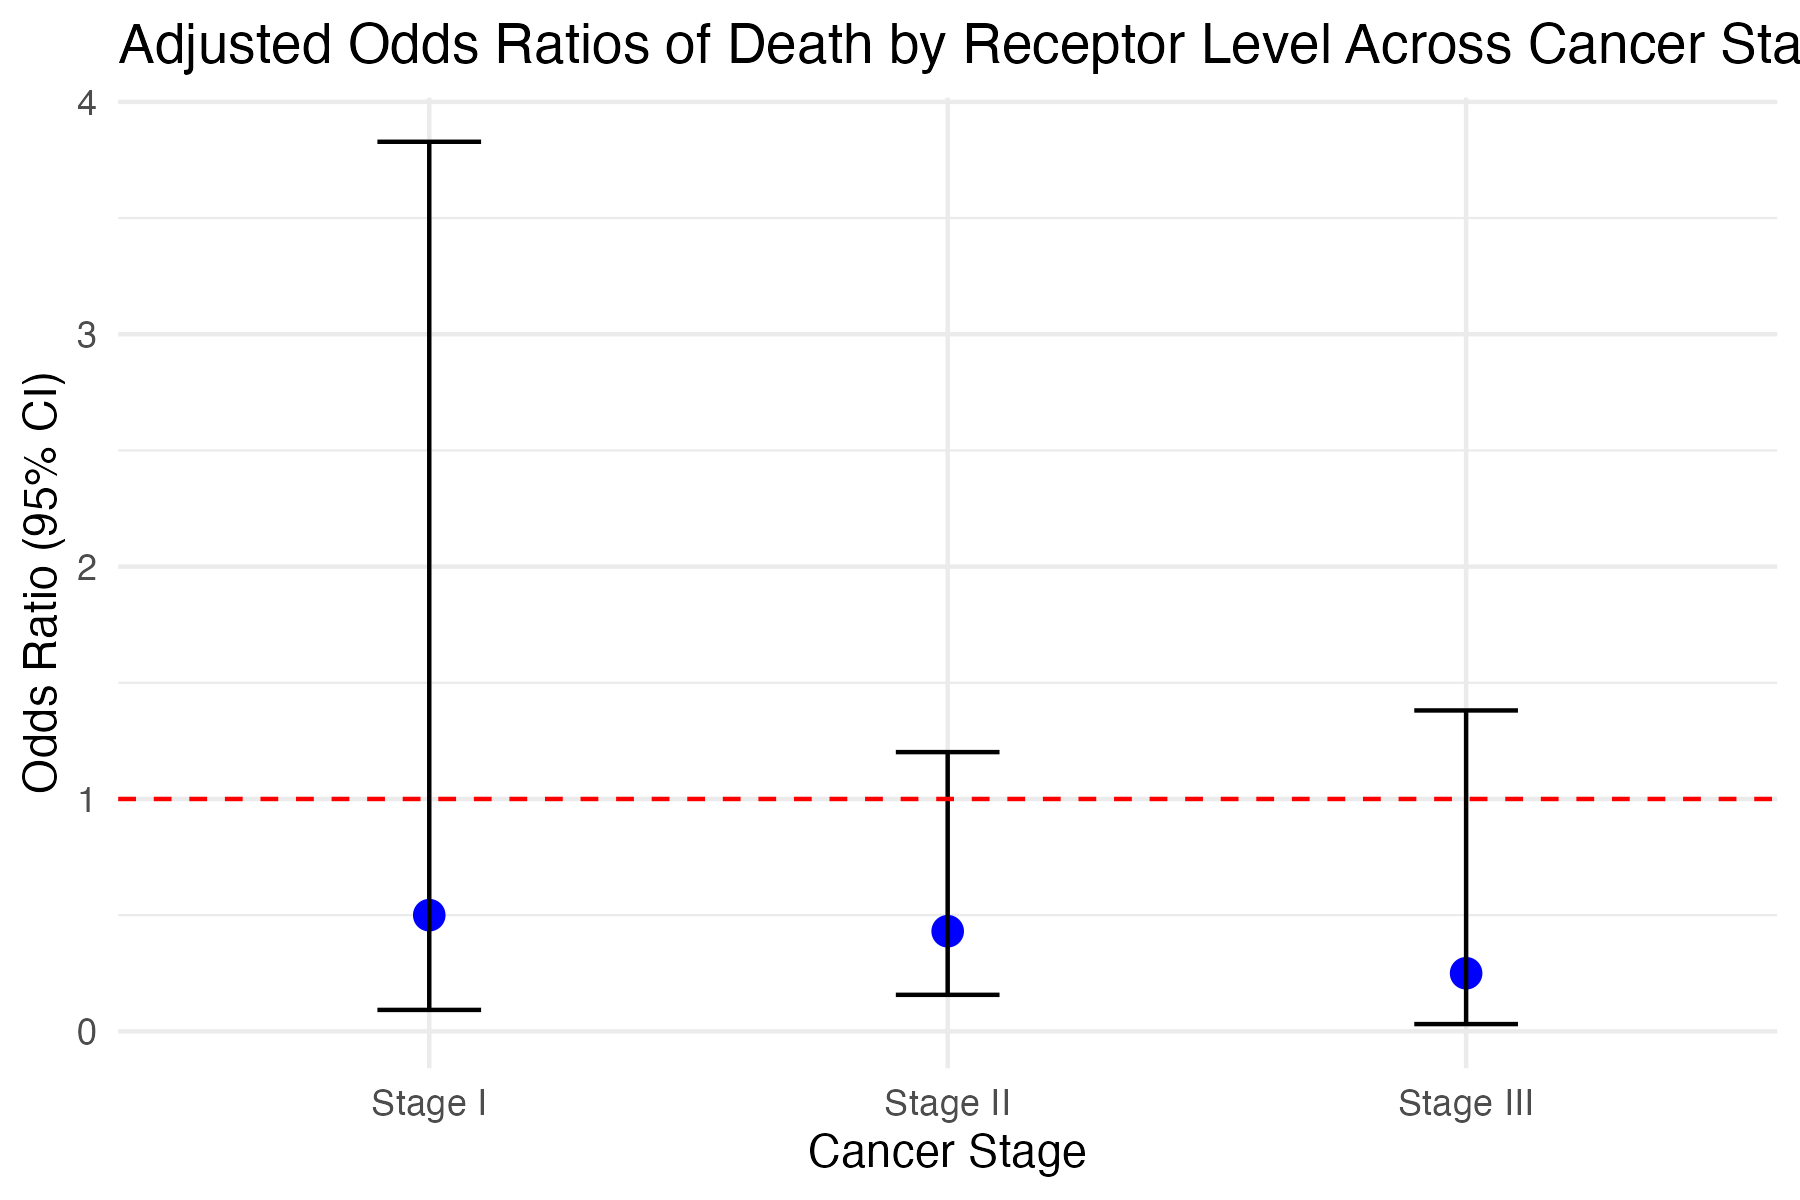 Adjusted Odds Ratios of Death by Receptor Level Across Cancer Sta
4
3
2
1
0
Odds Ratio (95% CI)
Stage I
Stage II
Stage III
Cancer Stage